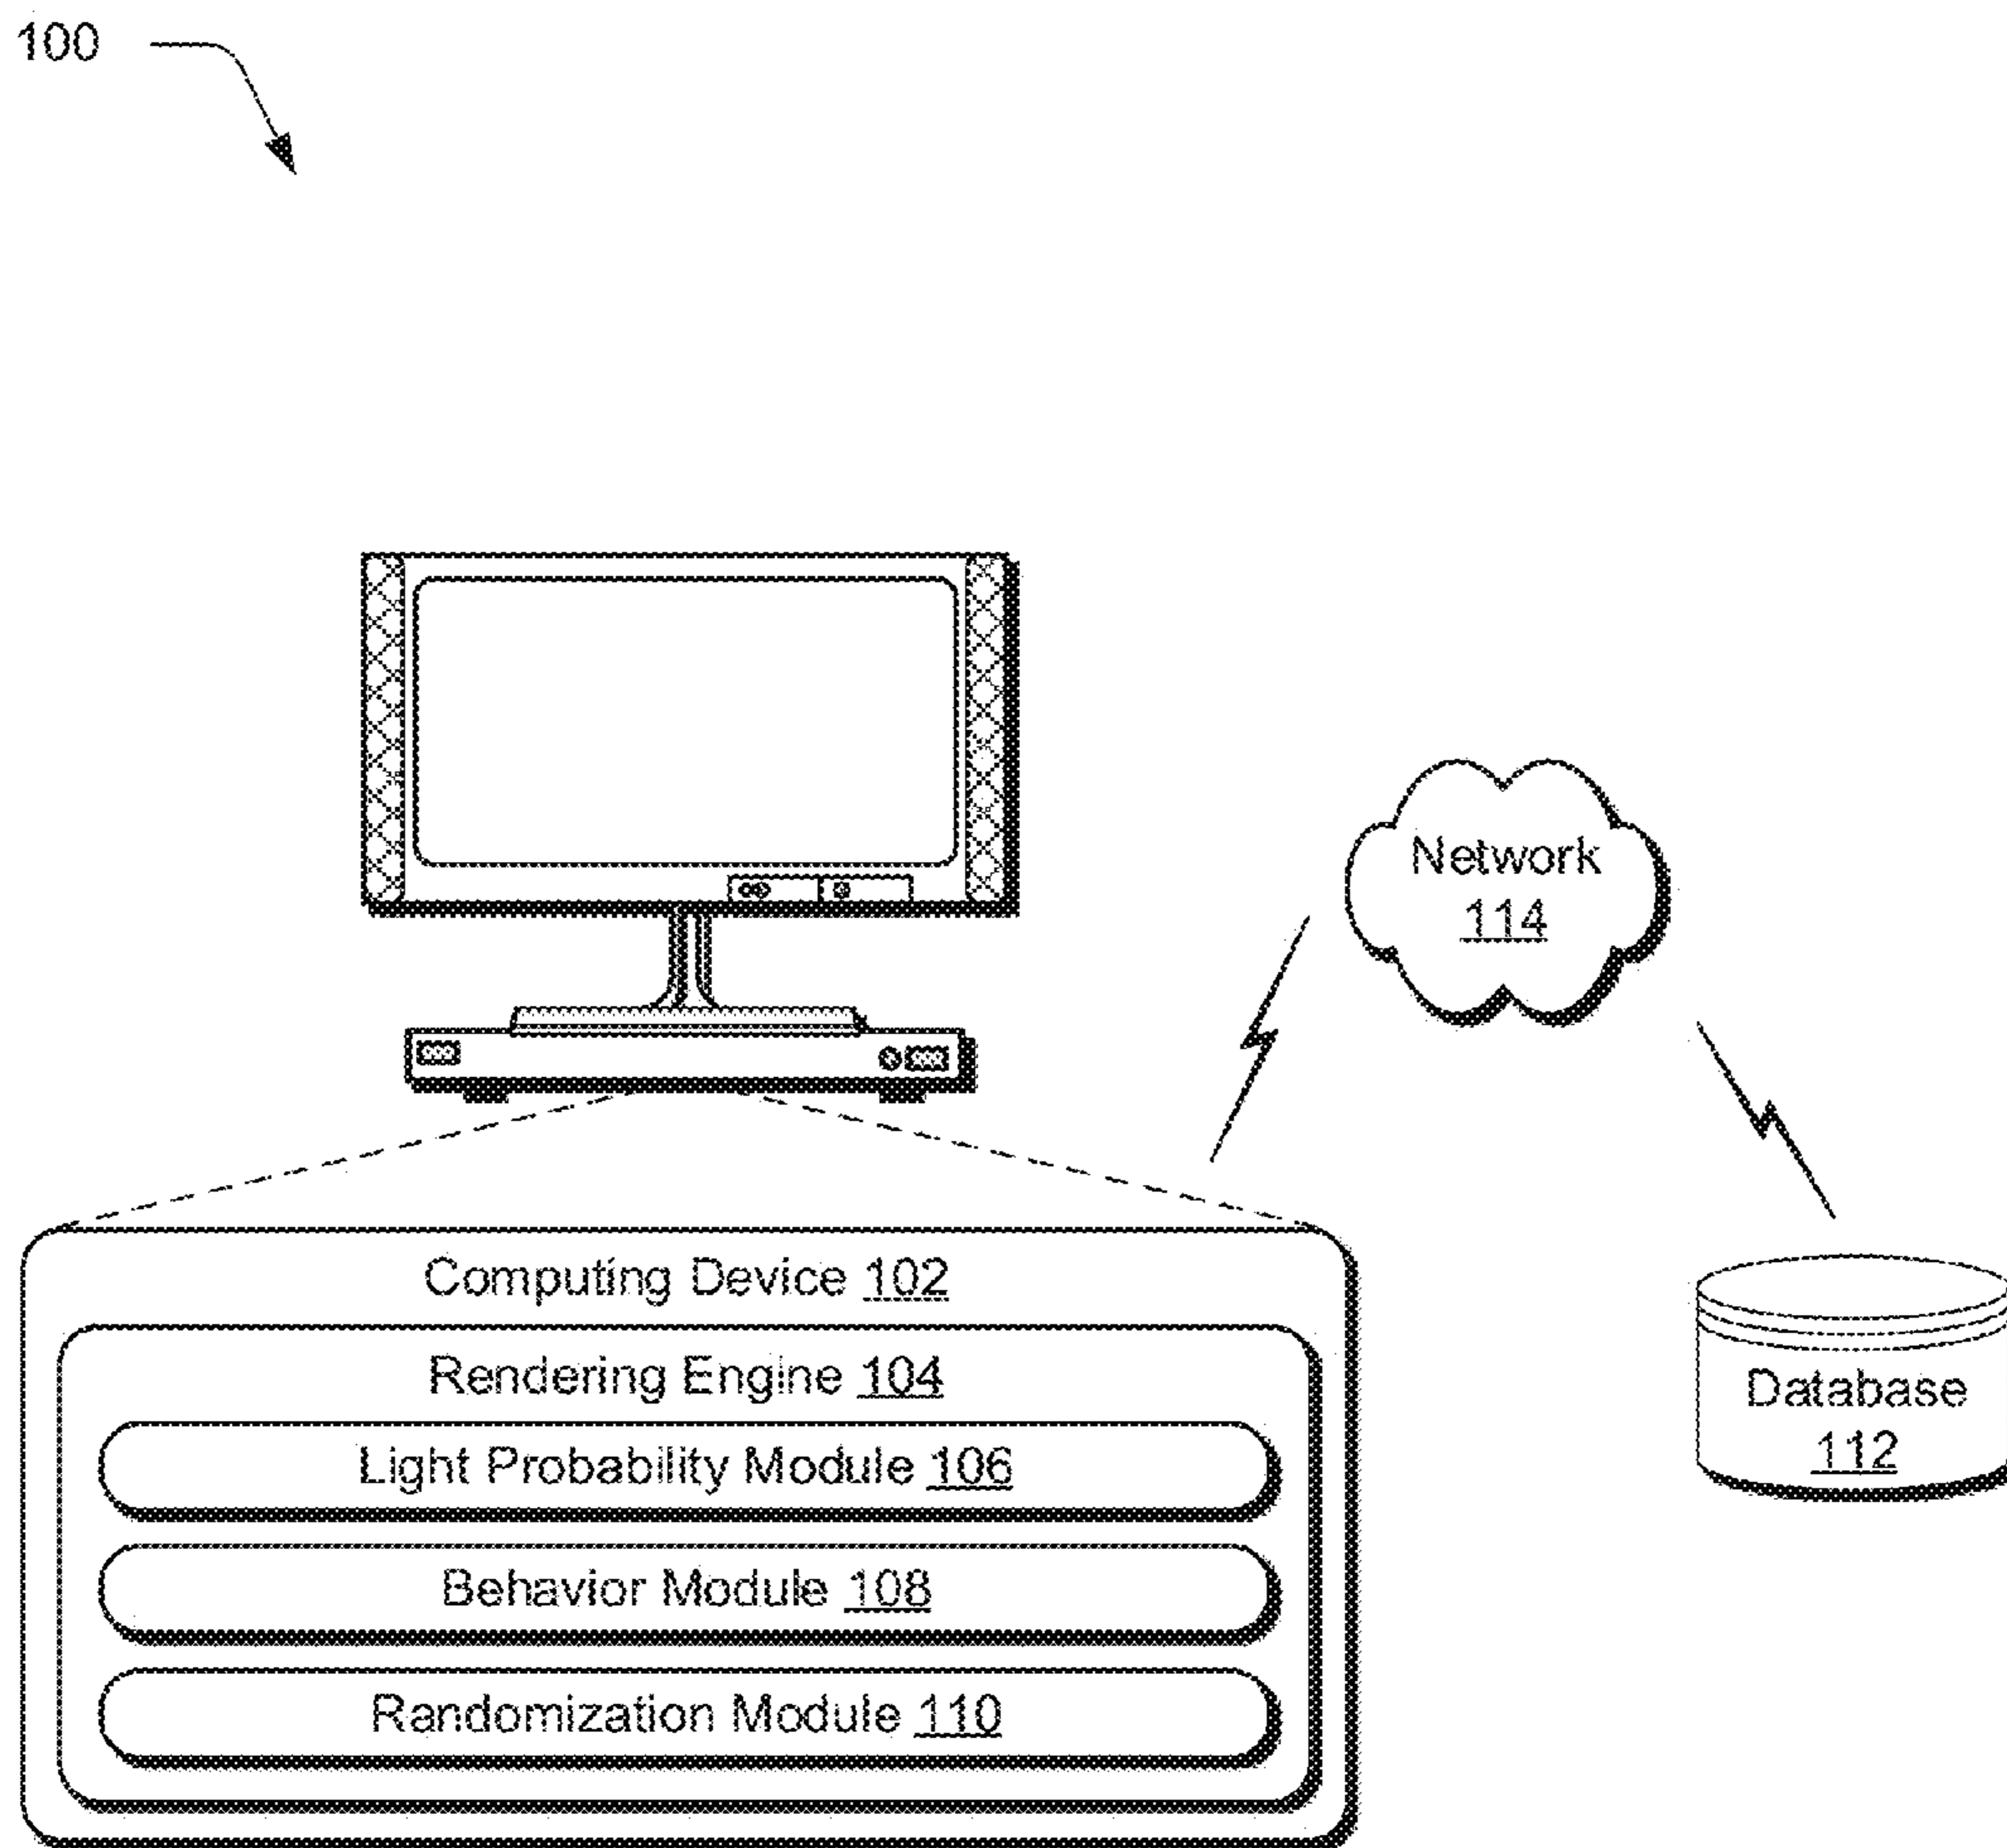 100
Network
114
Computing Device 102
Rendering Engine 104
Light Probability Module 106
Database
112
Behavior Module 108
Randomization Module 110